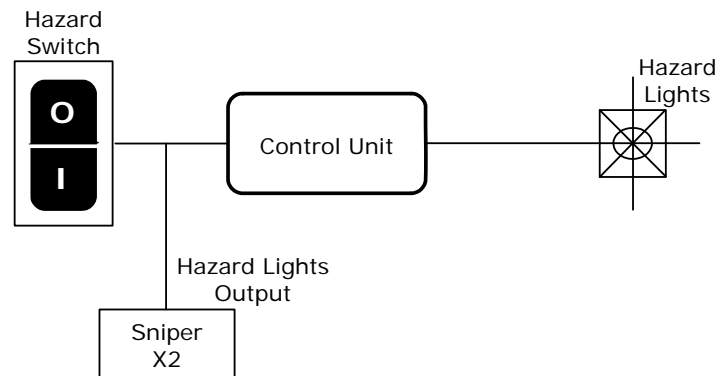 Hazard
Switch
O
I
Control Unit
Hazard
Lights
Hazard Lights
Output
Sniper
X2